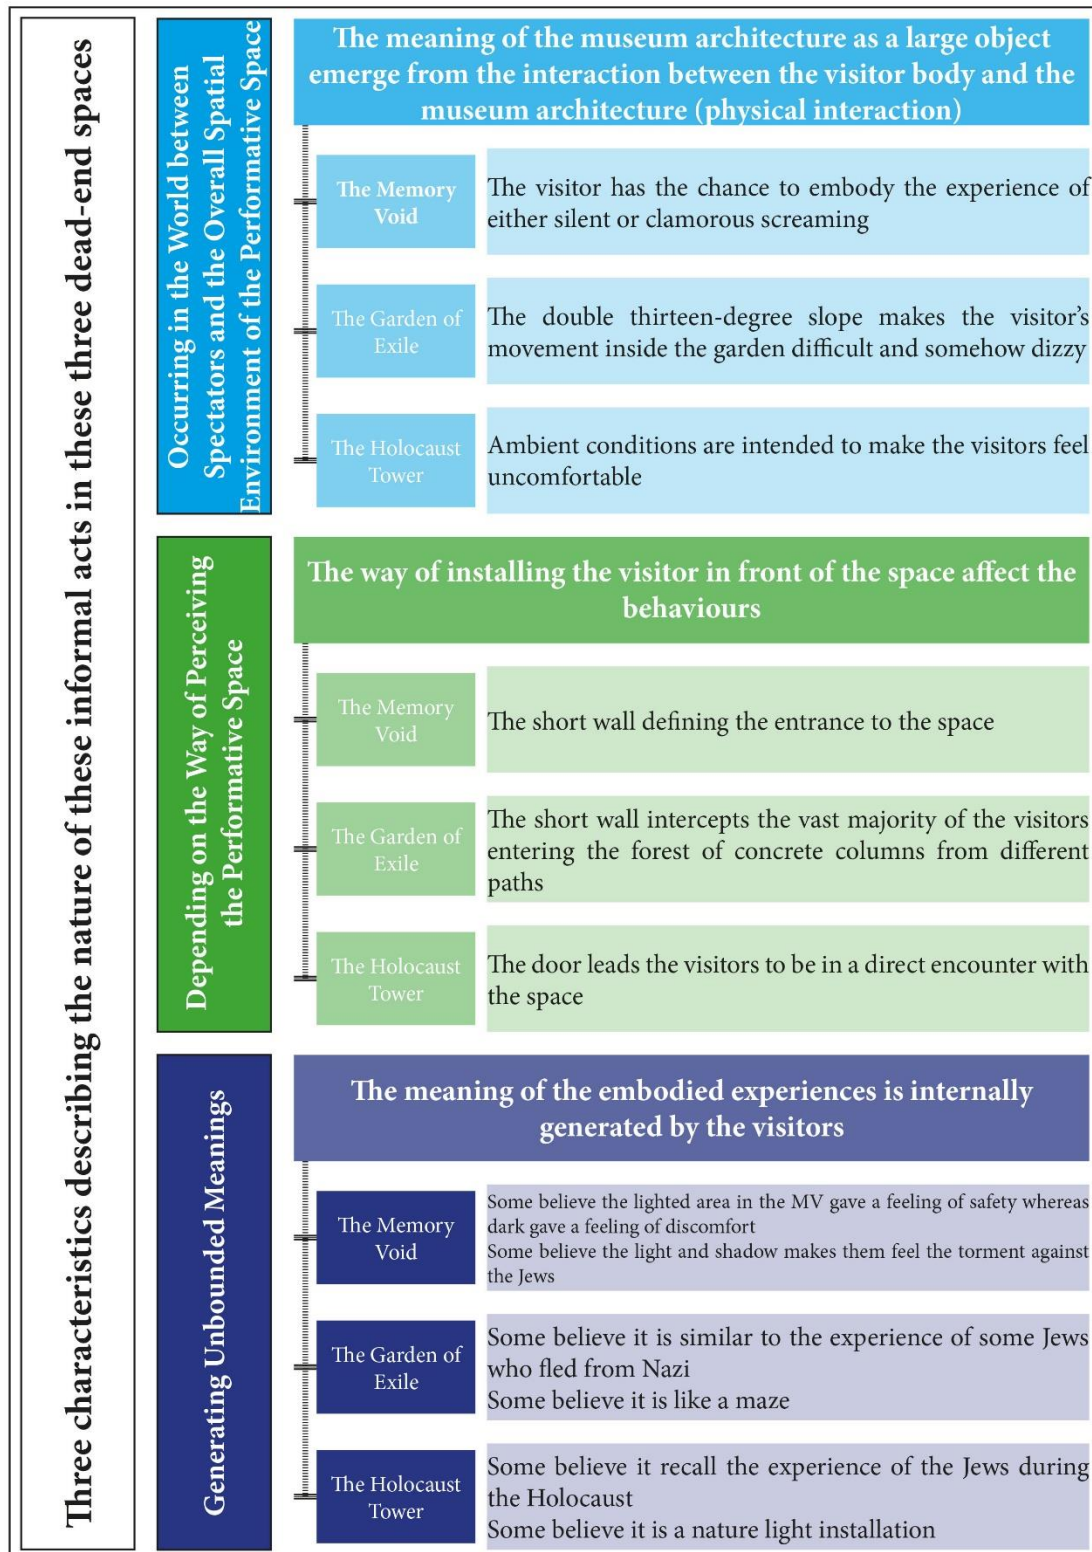 Three characteristics describing the nature of these informal acts in these three dead-end spaces
Occurring in the World between
Spectators and the Overall Spatial
Environment of the Performative Space
The meaning of the museum architecture as a large object
emerge from the interaction between the visitor body and the
museum architecture (physical interaction)
The Memory
Void
The visitor has the chance to embody the experience of
either silent or clamorous screaming
The Garden of
Exile
The double thirteen-degree slope makes the visitor's
movement inside the garden difficult and somehow dizzy
The Holocaust
Tower
Ambient conditions are intended to make the visitors feel
uncomfortable
Depending on the Way of Perceiving
the Performative Space
The way of installing the visitor in front of the space affect the
behaviours
The Memory
Void
The short wall defining the entrance to the space
The Garden of
Exile
The short wall intercepts the vast majority of the visitors
entering the forest of concrete columns from different
paths
The Holocaust
Tower
The door leads the visitors to be in a direct encounter with
the space
Generating Unbounded Meanings
The meaning of the embodied experiences is internally
generated by the visitors
The Memory
Void
Some believe the lighted area in the MV gave a feeling of safety whereas
dark gave a feeling of discomfort
Some believe the light and shadow makes them feel the torment against
the Jews
The Garden of
Exile
Some believe it is similar to the experience of some Jews
who fled from Nazi
Some believe it is like a maze
The Holocaust
Tower
Some believe it recall the experience of the Jews during
the Holocaust
Some believe it is a nature light installation